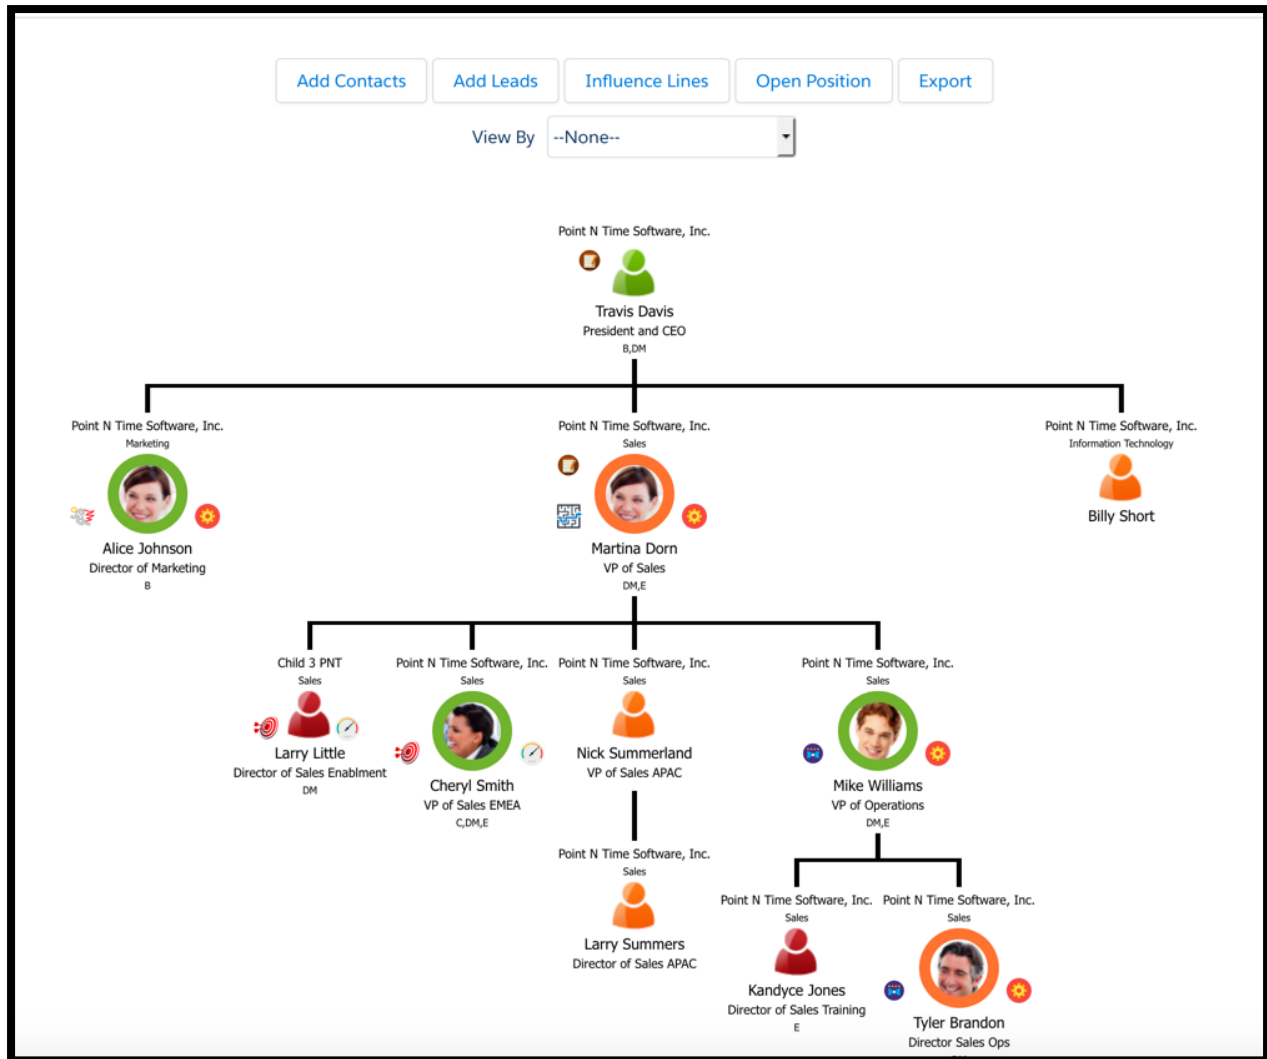 Add Contacts
Add Leads
Influence Lines
Open Position
Export
View By
--None--
Point N Time Software, Inc.
Travis Davis
President and CEO
B,DM
Point N Time Software, Inc.
Marketing
Alice Johnson
Director of Marketing
B
Point N Time Software, Inc.
Sales
Martina Dorn
VP of Sales
DM,E
Point N Time Software, Inc.
Information Technology
Billy Short
Child 3 PNT
Sales
Larry Little
Director of Sales Enablment
DM
Point N Time Software, Inc.
Sales
Cheryl Smith
VP of Sales EMEA
C,DM,E
Point N Time Software, Inc.
Sales
Nick Summerland
VP of Sales APAC
Point N Time Software, Inc.
Sales
Mike Williams
VP of Operations
DM,E
Point N Time Software, Inc.
Sales
Larry Summers
Director of Sales APAC
Point N Time Software, Inc.
Sales
Kandyce Jones
Director of Sales Training
E
Point N Time Software, Inc.
Sales
Tyler Brandon
Director Sales Ops